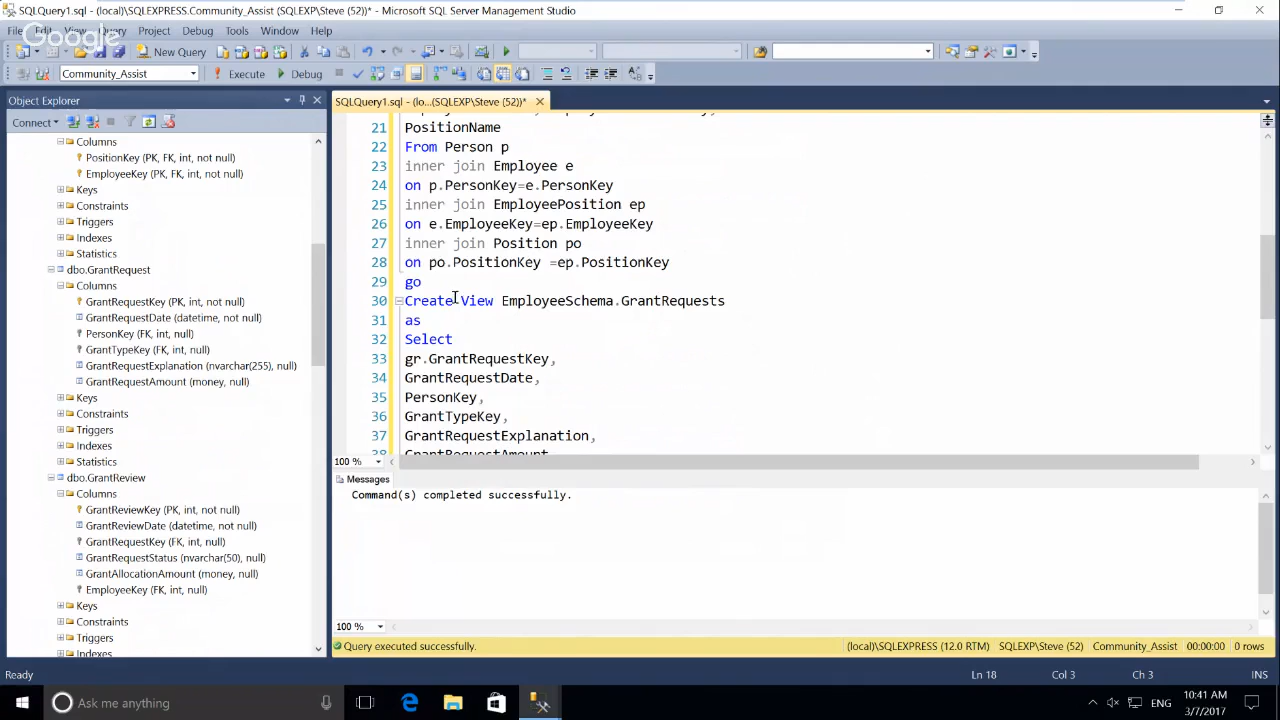 SQLQuery1.sql - (local)\SQLEXPRESS.Community_Assist (SQLEXP\Steve (52))* - Microsoft SQL Server Management Studio
File Edit View Query Project Debug Tools Window Help
Google
New Query
Community_Assist Execute Debug
Object Explorer
Connect
Columns
PositionKey (PK, FK, int, not null)
EmployeeKey (PK, FK, int, not null)
Keys
Constraints
Triggers
Indexes
Statistics
dbo.GrantRequest
Columns
GrantRequestKey (PK, int, not null)
GrantRequestDate (datetime, not null)
PersonKey (FK, int, null)
GrantTypeKey (FK, int, null)
GrantRequestExplanation (nvarchar(255), null)
GrantRequestAmount (money, null)
Keys
Constraints
Triggers
Indexes
Statistics
dbo.GrantReview
Columns
GrantReviewKey (PK, int, not null)
GrantReviewDate (datetime, not null)
GrantRequestKey (FK, int, null)
GrantRequestStatus (nvarchar(50), null)
GrantAllocationAmount (money, null)
EmployeeKey (FK, int, null)
Keys
Constraints
Triggers
Indexes
SQLQuery1.sql - (lo...(SQLEXP\Steve (52))*
21 PositionName
22 From Person p
23 inner join Employee e
24 on p.PersonKey=e.PersonKey
25 inner join EmployeePosition ep
26 on e.EmployeeKey=ep.EmployeeKey
27 inner join Position po
28 on po.PositionKey =ep.PositionKey
29 go
30 Create View EmployeeSchema.GrantRequests
31 as
32 Select
33 gr.GrantRequestKey,
34 GrantRequestDate,
35 PersonKey,
36 GrantTypeKey,
37 GrantRequestExplanation,
38 GrantRequestAmount
100 %
Messages
Command(s) completed successfully.
100 %
Query executed successfully. (local)\SQLEXPRESS (12.0 RTM) SQLEXP\Steve (52) Community_Assist 00:00:00 0 rows
Ready Ln 18 Col 3 Ch 3 INS
Ask me anything
ENG
10:41 AM
3/7/2017